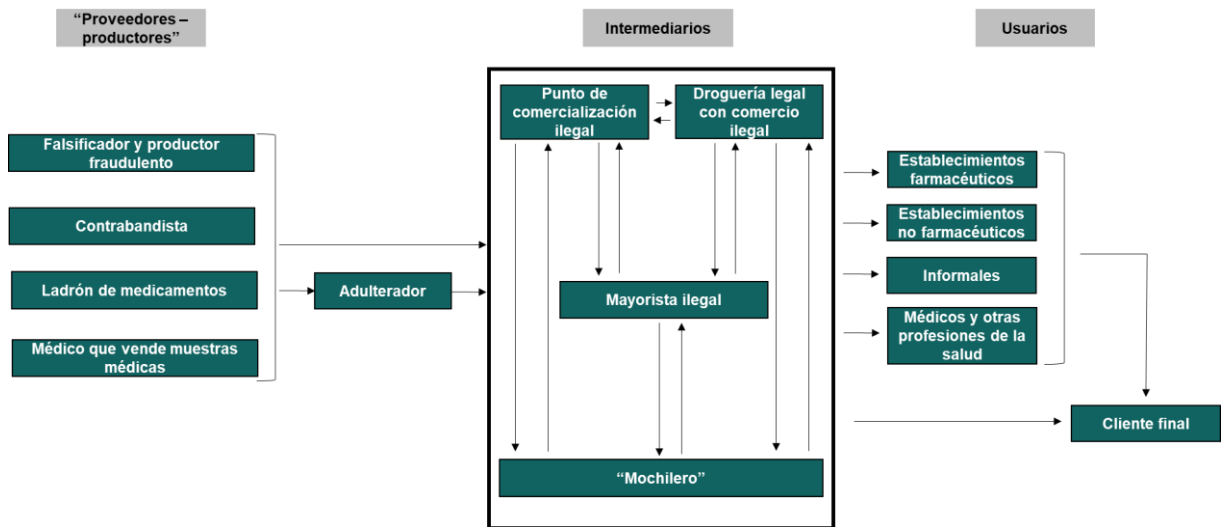 “Proveedores –
productores”
Intermediarios
Usuarios
Falsificador y productor
fraudulento
Contrabandista
Ladrón de medicamentos
Médico que vende muestras
médicas
Adulterador
Punto de
comercialización
ilegal
Droguería legal
con comercio
ilegal
Mayorista ilegal
“Mochilero”
Establecimientos
farmacéuticos
Establecimientos
no farmacéuticos
Informales
Médicos y otras
profesiones de la
salud
Cliente final